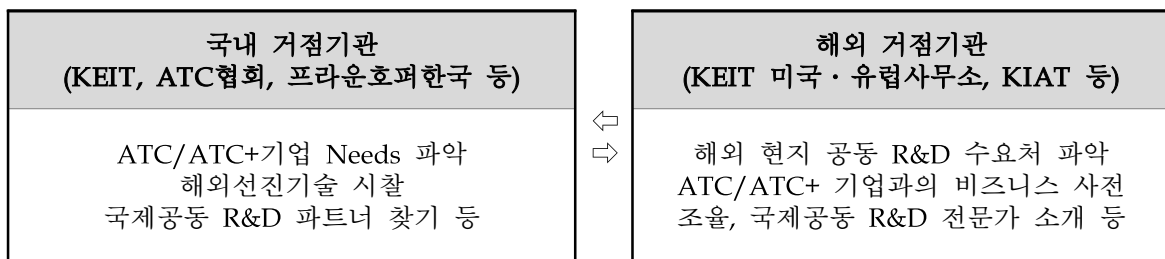 국내 거점기관
(KEIT, ATC협회, 프라운호퍼한국 등)
ATC/ATC+기업 Needs 파악
해외선진기술 시찰
국제공동 R&D 파트너 찾기 등
⇦
⇨
해외 거점기관
(KEIT 미국·유럽사무소, KIAT 등)
해외 현지 공동 R&D 수요처 파악
ATC/ATC+ 기업과의 비즈니스 사전
조율, 국제공동 R&D 전문가 소개 등